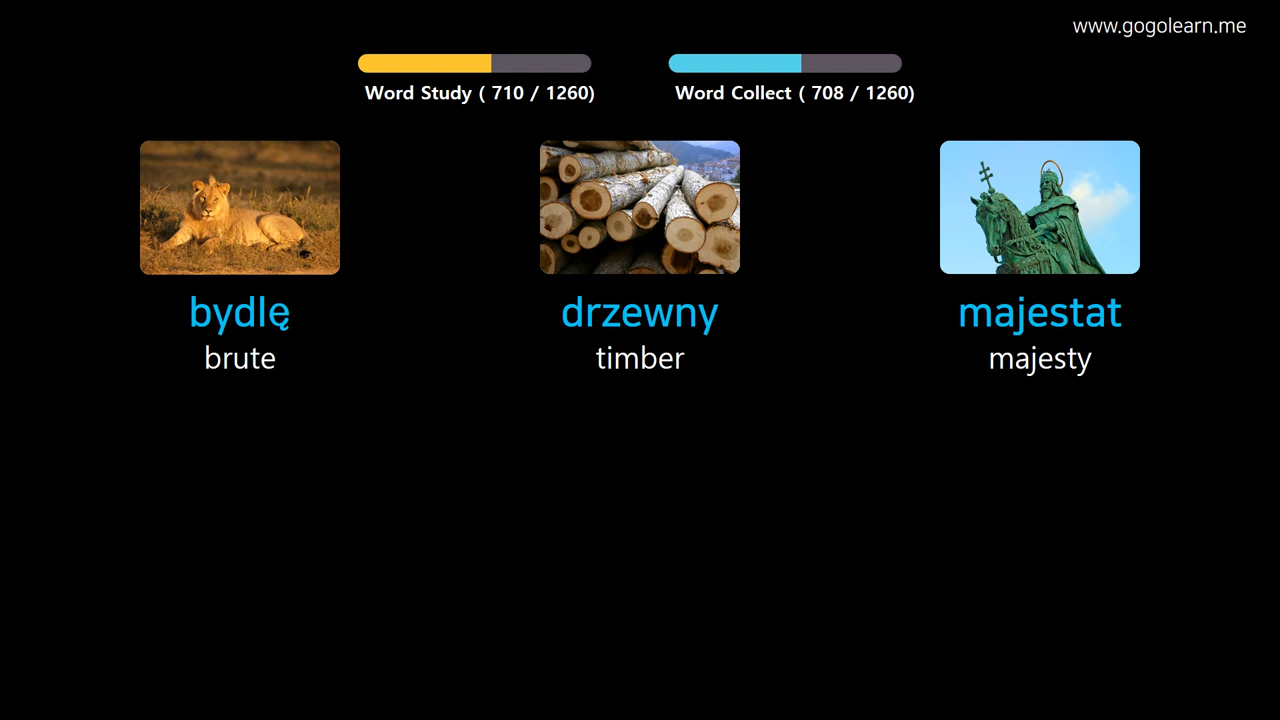 www.gogolearn.me
Word Study ( 710 / 1260)
Word Collect ( 708 / 1260)
bydlę
brute
drzewny
timber
majestat
majesty